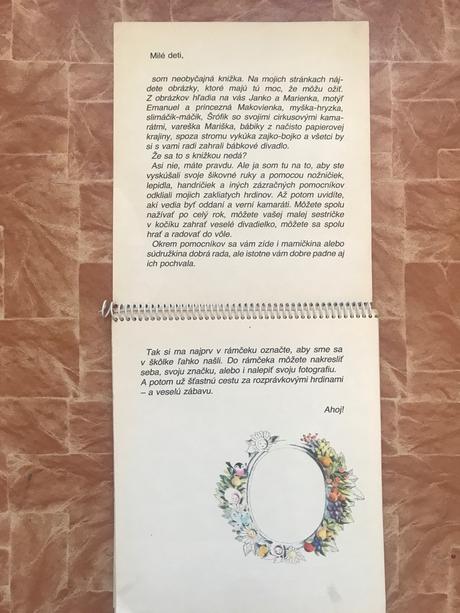 Milé deti,
som neobyčajná knižka. Na mojich stránkach náj-
dete obrázky, ktoré majú tú moc, že môžu ožiť.
Z obrázkov hľadia na vás Janko a Marienka, motýľ
Emanuel a princezná Makovienka, myška-hryzka,
slimáčik-máčik, Šrófik so svojimi cirkusovými kama-
rátmi, vareška Mariška, bábiky z načisto papierovej
krajiny, spoza stromu vykúka zajko-bojko a všetci by
si s vami radi zahrali bábkové divadlo.
Že sa to s knižkou nedá?
Asi nie, máte pravdu. Ale ja som tu na to, aby ste
vyskúšali svoje šikovné ruky a pomocou nožničiek,
lepidla, handričiek a iných zázračných pomocníkov
odkliali mojich zakliatych hrdinov. Až potom uvidíte,
akí vedia byť oddaní a verní kamaráti. Môžete spolu
nažívať po celý rok, môžete vašej malej sestričke
v kočíku zahrať veselé divadielko, môžete sa spolu
hrať a radovať do vôle.
Okrem pomocníkov sa vám zíde i mamičkina alebo
súdružkina dobrá rada, ale istotne vám dobre padne aj
ich pochvala.
Tak si ma najprv v rámčeku označte, aby sme sa
v škôlke ľahko našli. Do rámčeka môžete nakresliť
seba, svoju značku, alebo i nalepiť svoju fotografiu.
A potom už šťastnú cestu za rozprávkovými hrdinami
– a veselú zábavu.
Ahoj!